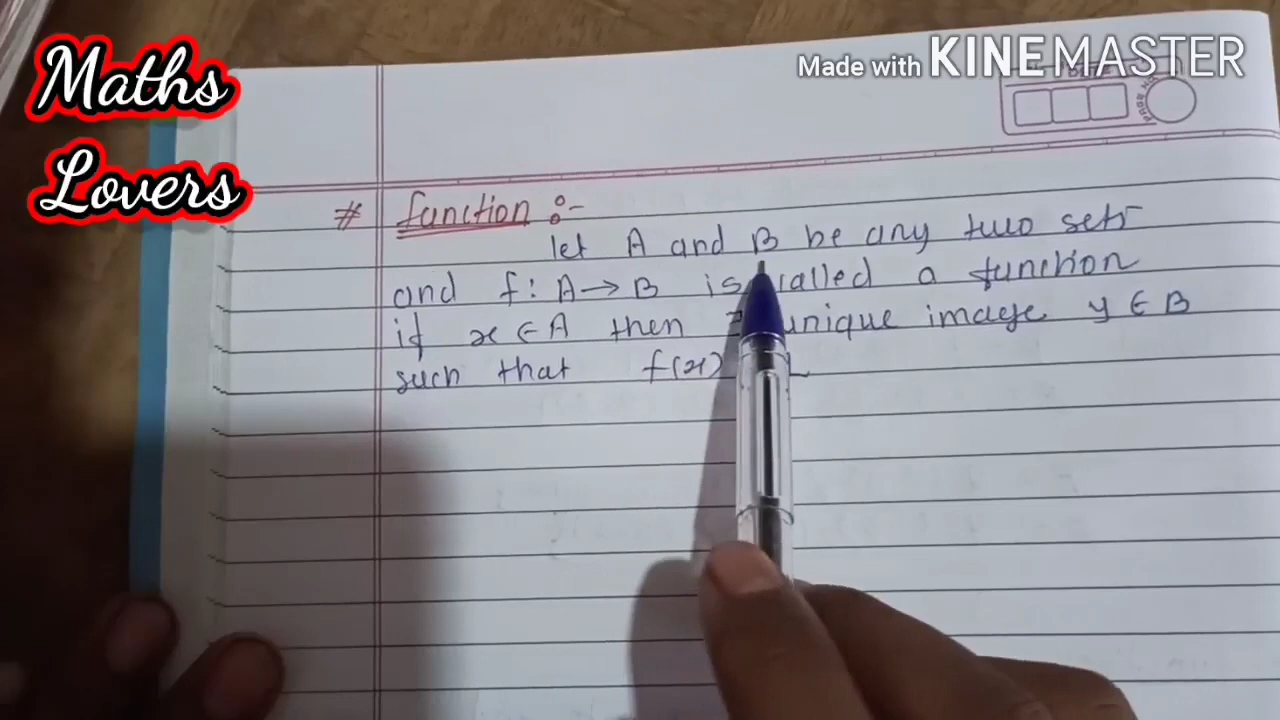 Maths
Lovers
Made with KINEMASTER
# function :-
let A and B be any two sets
and f: A → B is called a function
if x ∈ A then unique image y ∈ B
such that f(x)